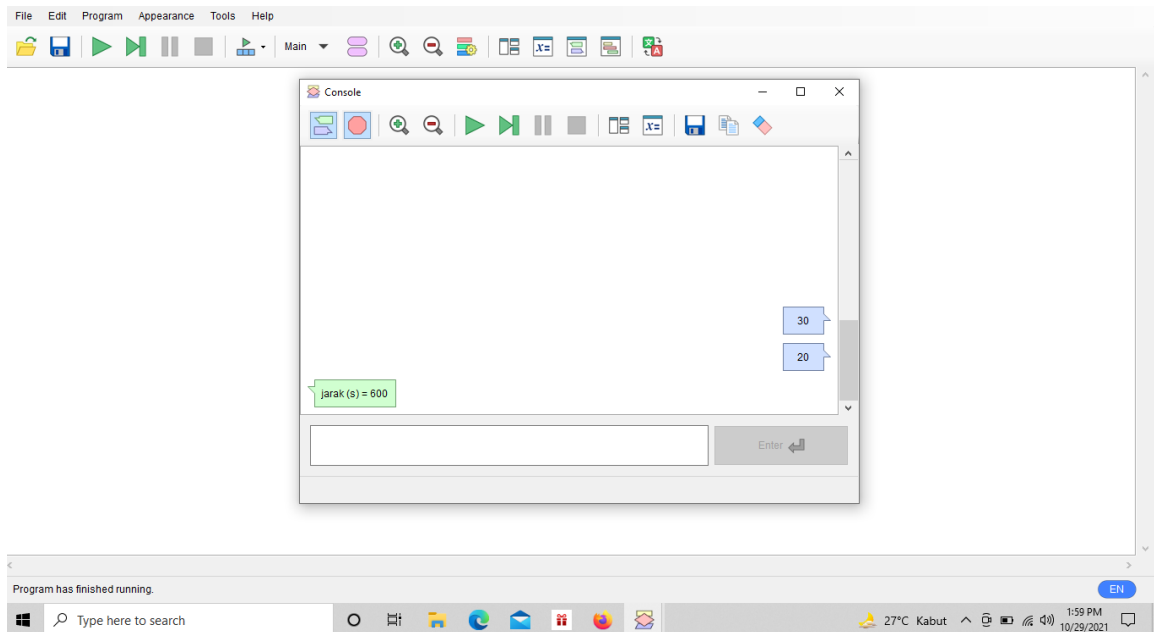 File Edit Program Appearance Tools Help
Main
Console
x=
x=
30
20
jarak (s) = 600
Enter
Program has finished running.
EN
Type here to search
27°C Kabut
1:59 PM
10/29/2021